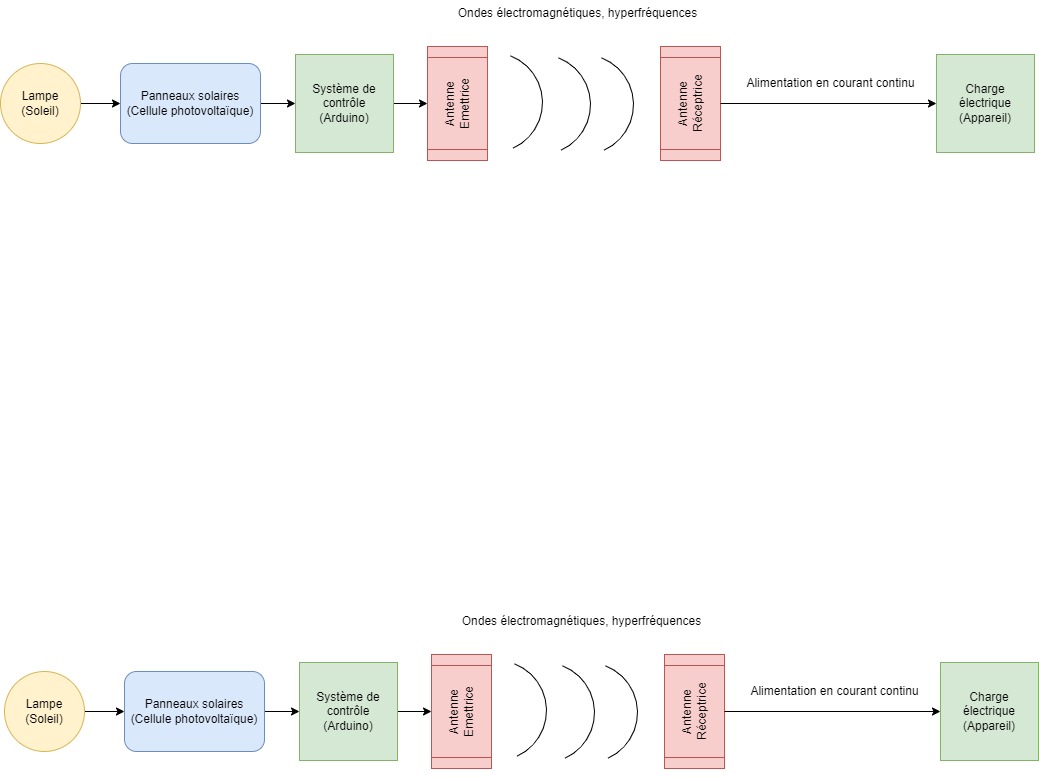 Ondes électromagnétiques, hyperfréquences
Lampe
(Soleil)
Panneaux solaires
(Cellule photovoltaïque)
Système de
contrôle
(Arduino)
Antenne
Emettrice
Antenne
Réceptrice
Alimentation en courant continu
Charge
électrique
(Appareil)
Ondes électromagnétiques, hyperfréquences
Lampe
(Soleil)
Panneaux solaires
(Cellule photovoltaïque)
Système de
contrôle
(Arduino)
Antenne
Emettrice
Antenne
Réceptrice
Alimentation en courant continu
Charge
électrique
(Appareil)